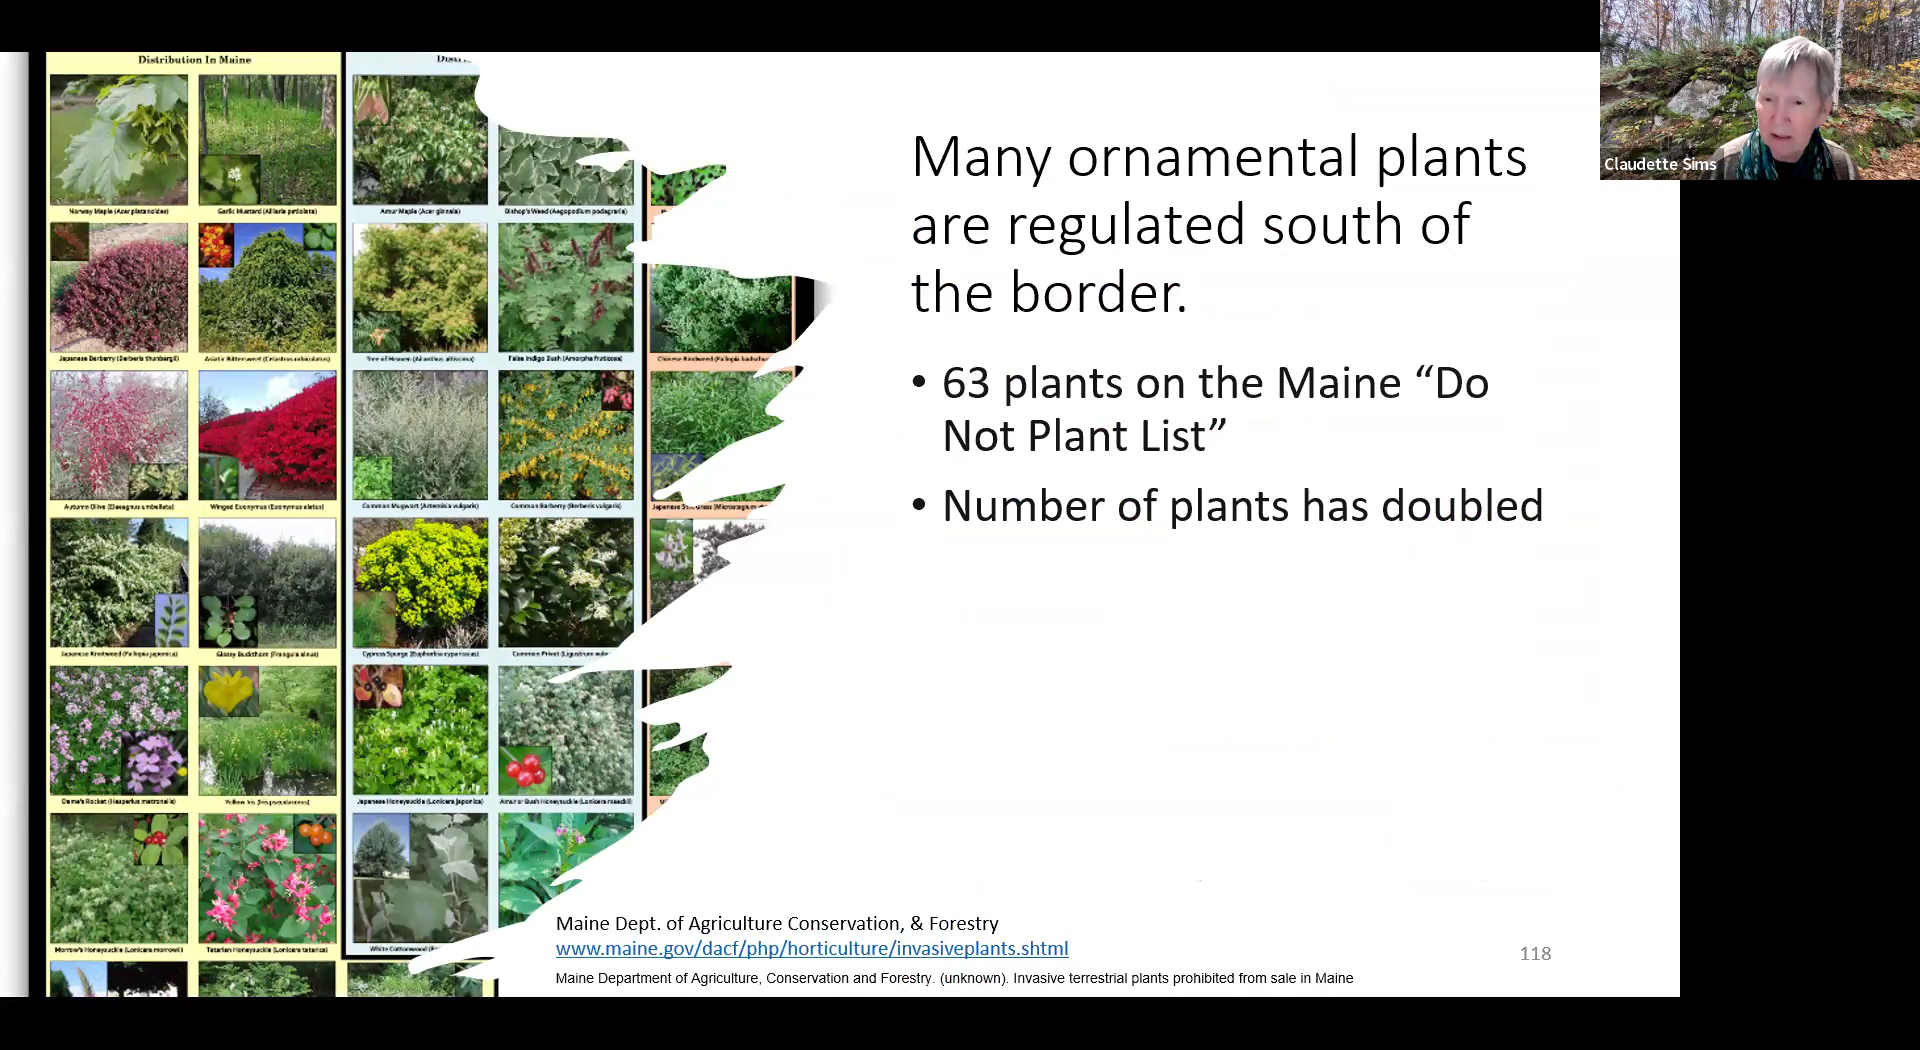 Distribution In Maine
Norway Maple (Acer platanoides)
Garlic Mustard (Alliaria petiolata)
Amur Maple (Acer ginnala)
Bishop's Weed (Aegopodium podagraria)
Japanese Barberry (Berberis thunbergii)
Asiatic Bittersweet (Celastrus orbiculatus)
Tree of Heaven (Ailanthus altissima)
False Indigo Bush (Amorpha fruticosa)
Chinese Bindweed (Fallopia
Autumn Olive (Elaeagnus umbellata)
Winged Euonymus (Euonymus alatus)
Common Mugwort (Artemisia vulgaris)
Common Barberry (Berberis vulgaris)
Japanese Stilt Grass
Japanese Knotweed (Fallopia japonica)
Glossy Buckthorn (Frangula alnus)
Cypress Spurge (Euphorbia cyparissias)
Common Privet
Dame's Rocket (Hesperius matronalis)
Yellow Iris (Iris pseudacorus)
Japanese Honeysuckle (Lonicera japonica)
Amur or Bush Honeysuckle (Lonicera maackii)
Morrow's Honeysuckle (Lonicera morrowii)
Tatarian Honeysuckle (Lonicera tatarica)
White Cottonwood
Many ornamental plants
are regulated south of
the border.
• 63 plants on the Maine “Do
Not Plant List”
• Number of plants has doubled
Maine Dept. of Agriculture Conservation, & Forestry
www.maine.gov/dacf/php/horticulture/invasiveplants.shtml
Maine Department of Agriculture, Conservation and Forestry. (unknown). Invasive terrestrial plants prohibited from sale in Maine
118
Claudette Sims